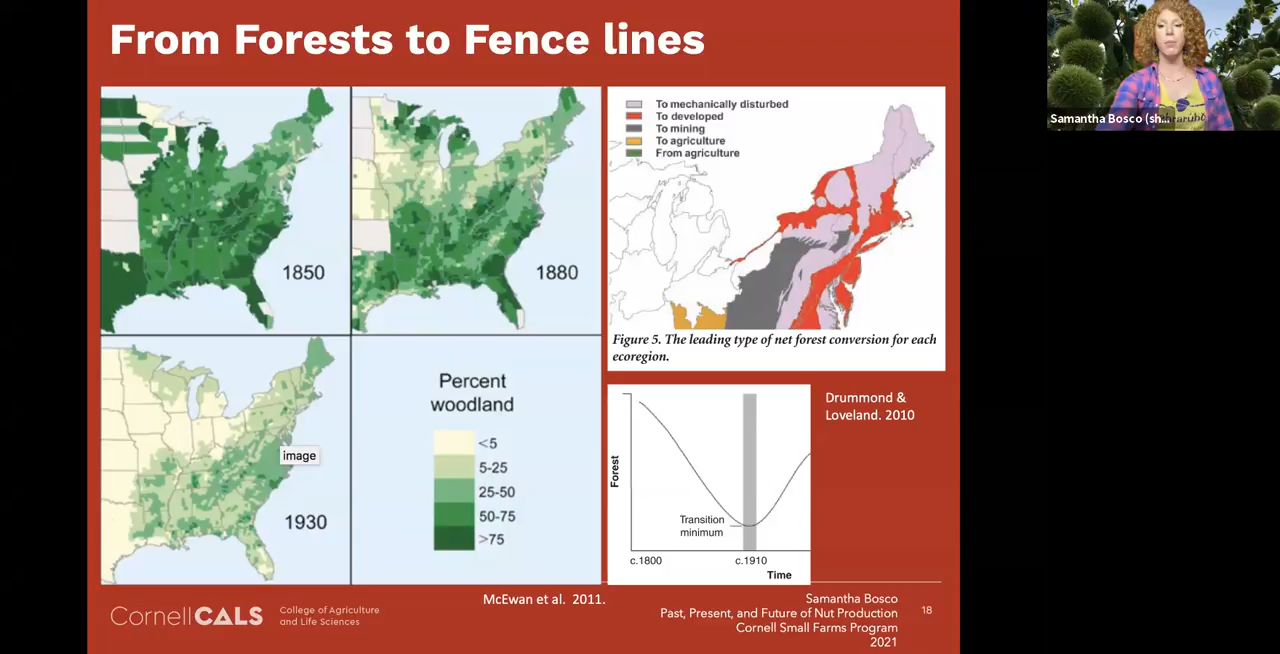 From Forests to Fence lines
1850
1880
1930
image
Percent
woodland
<5
5-25
25-50
50-75
>75
To mechanically disturbed
To developed
To mining
To agriculture
From agriculture
Figure 5. The leading type of net forest conversion for each
ecoregion.
Drummond &
Loveland. 2010
Forest
Transition
minimum
c.1800
c.1910
Time
McEwan et al. 2011.
CornellCALS
College of Agriculture
and Life Sciences
Samantha Bosco
Past, Present, and Future of Nut Production
Cornell Small Farms Program
2021
18
Samantha Bosco (sh...